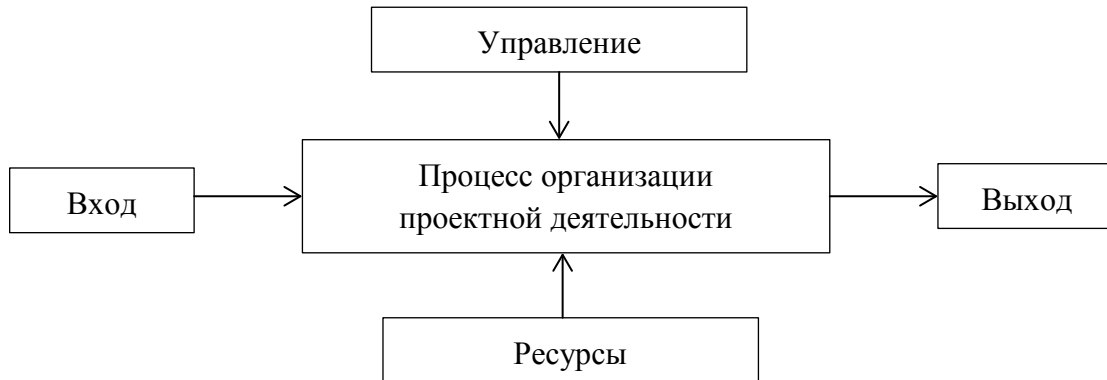 Управление
Вход
Процесс организации
проектной деятельности
Выход
Ресурсы